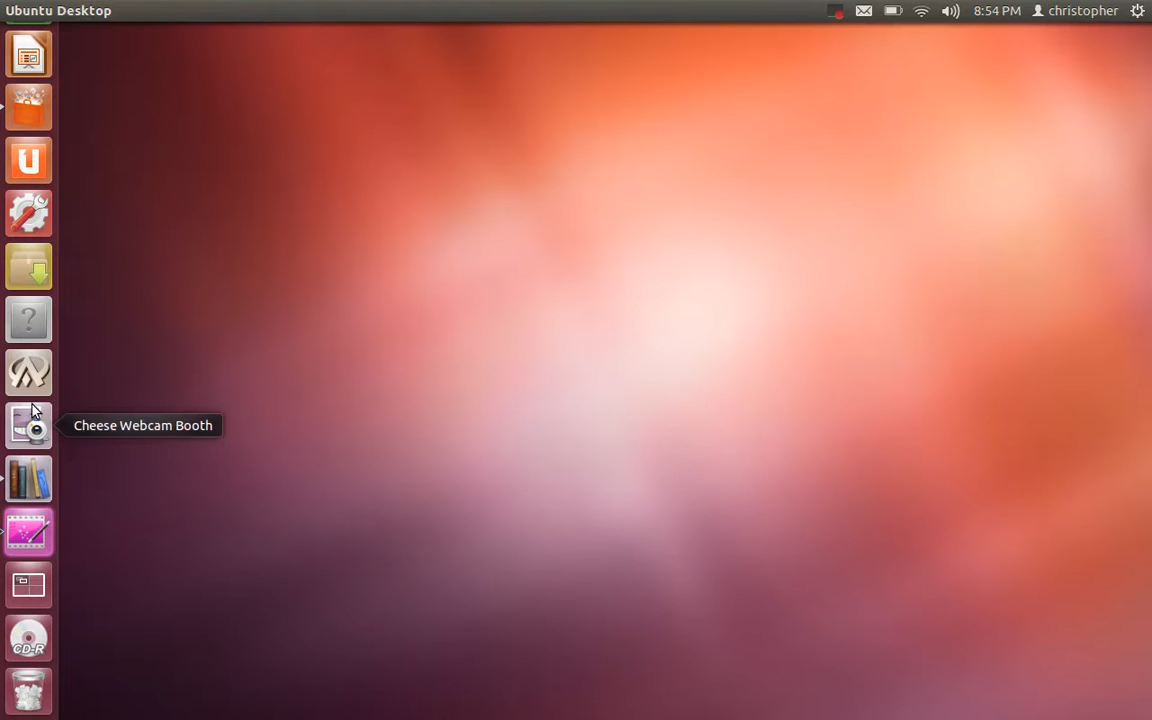 Ubuntu Desktop
8:54 PM christopher
U
?
Cheese Webcam Booth
CD-R